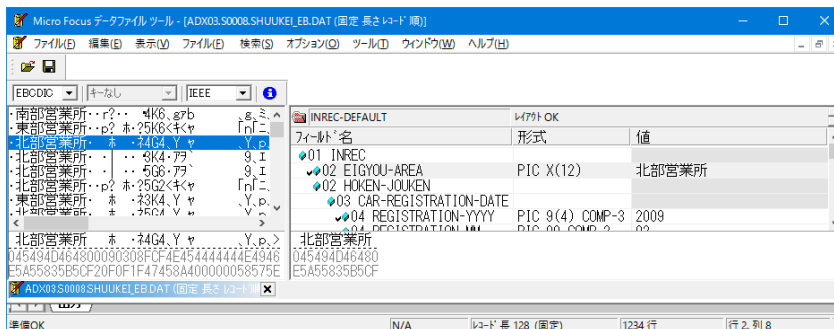 Micro Focus データファイル ツール - [ADX03.S0008.SHUUKEI_EB.DAT (固定 長さ レコード 順)]
ファイル(F) 編集(E) 表示(V) ファイル(F) 検索(S) オプション(O) ツール(T) ウィンドウ(W) ヘルプ(H)
EBCDIC キーなし IEEE
INREC-DEFAULT レイアウト OK
フィールド名 形式 値
01 INREC
02 EIGYOU-AREA PIC X(12) 北部営業所
02 HOKEN-JOUKEN
03 CAR-REGISTRATION-DATE
04 REGISTRATION-YYYY PIC 9(4) COMP-3 2009
・南部営業所
・東部営業所
・北部営業所
・北部営業所
・北部営業所
・北部営業所
・東部営業所
・北部営業所
北部営業所
045494D464800090308FCF4E454444444E4946
E5A55835B5CF20F0F1F47458A400000058575E
北部営業所
045494D46480
E5A55835B5CF
ADX03.S0008.SHUUKEI_EB.DAT (固定 長さ レコード 順)
準備OK N/A レコード 長 128 (固定) 1234 行 行 2, 列 8